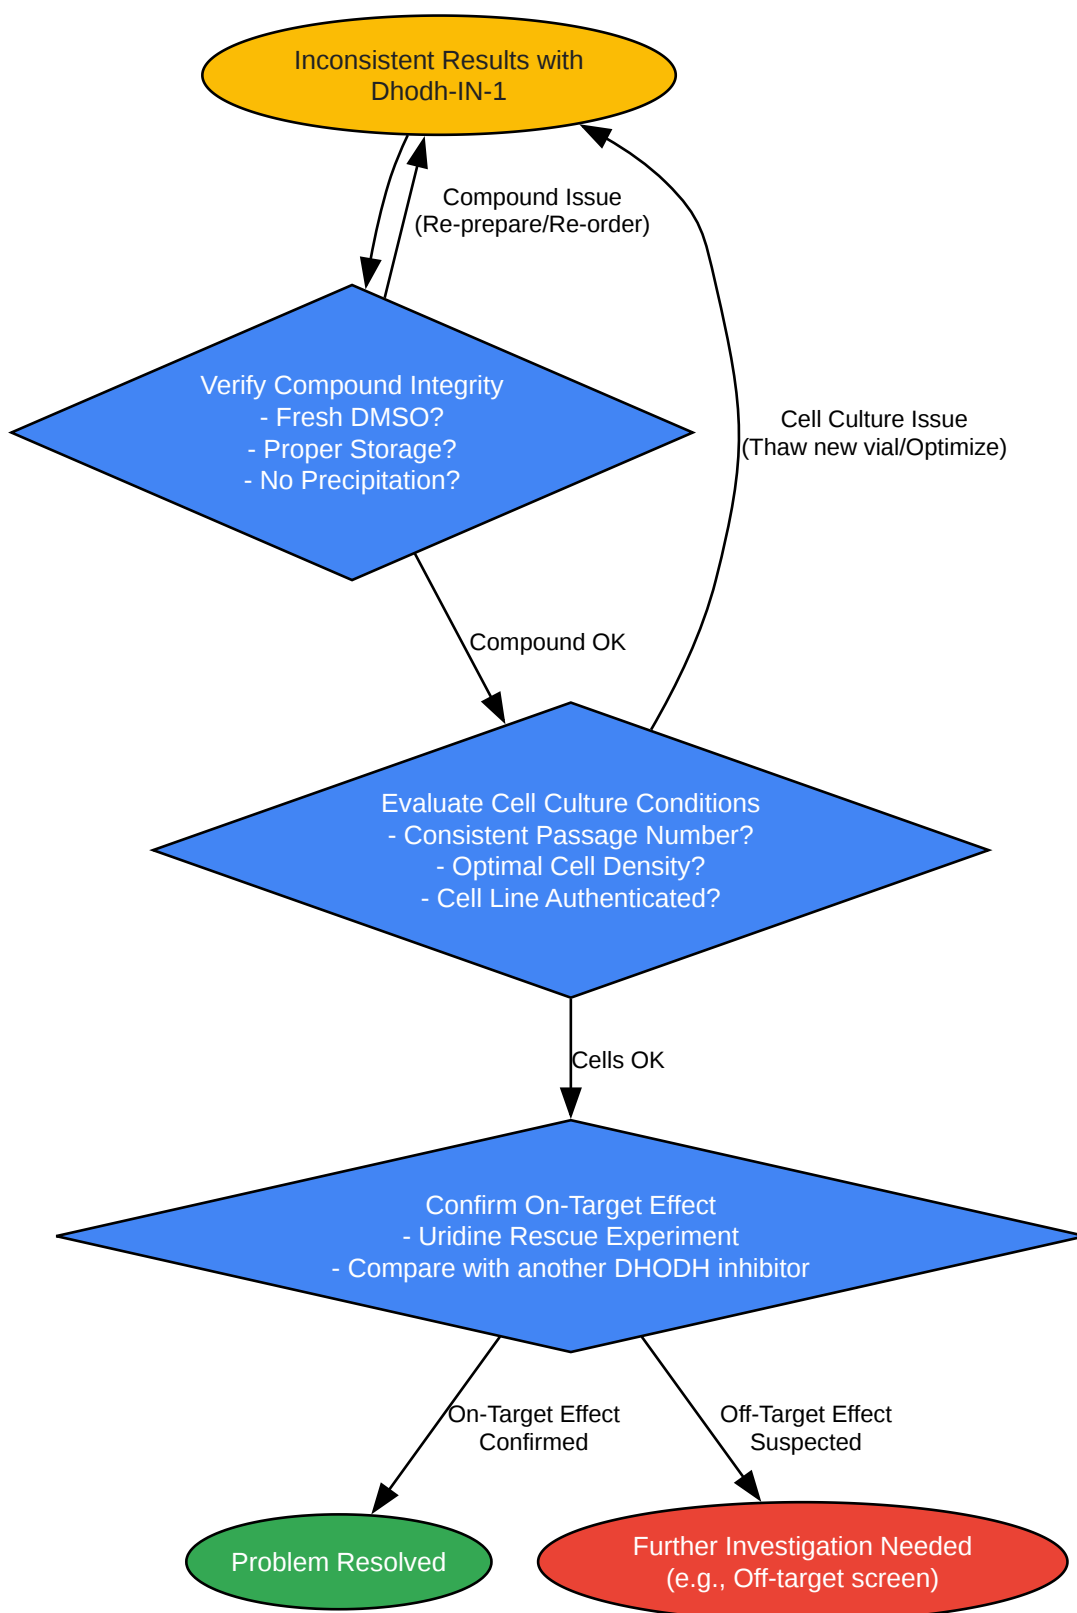 Inconsistent Results with
Dhodh-IN-1
Compound Issue
(Re-prepare/Re-order)
Verify Compound Integrity
- Fresh DMSO?
- Proper Storage?
- No Precipitation?
Cell Culture Issue
(Thaw new vial/Optimize)
Compound OK
Evaluate Cell Culture Conditions
- Consistent Passage Number?
- Optimal Cell Density?
- Cell Line Authenticated?
Cells OK
Confirm On-Target Effect
- Uridine Rescue Experiment
- Compare with another DHODH inhibitor
On-Target Effect
Confirmed
Off-Target Effect
Suspected
Problem Resolved
Further Investigation Needed
(e.g., Off-target screen)